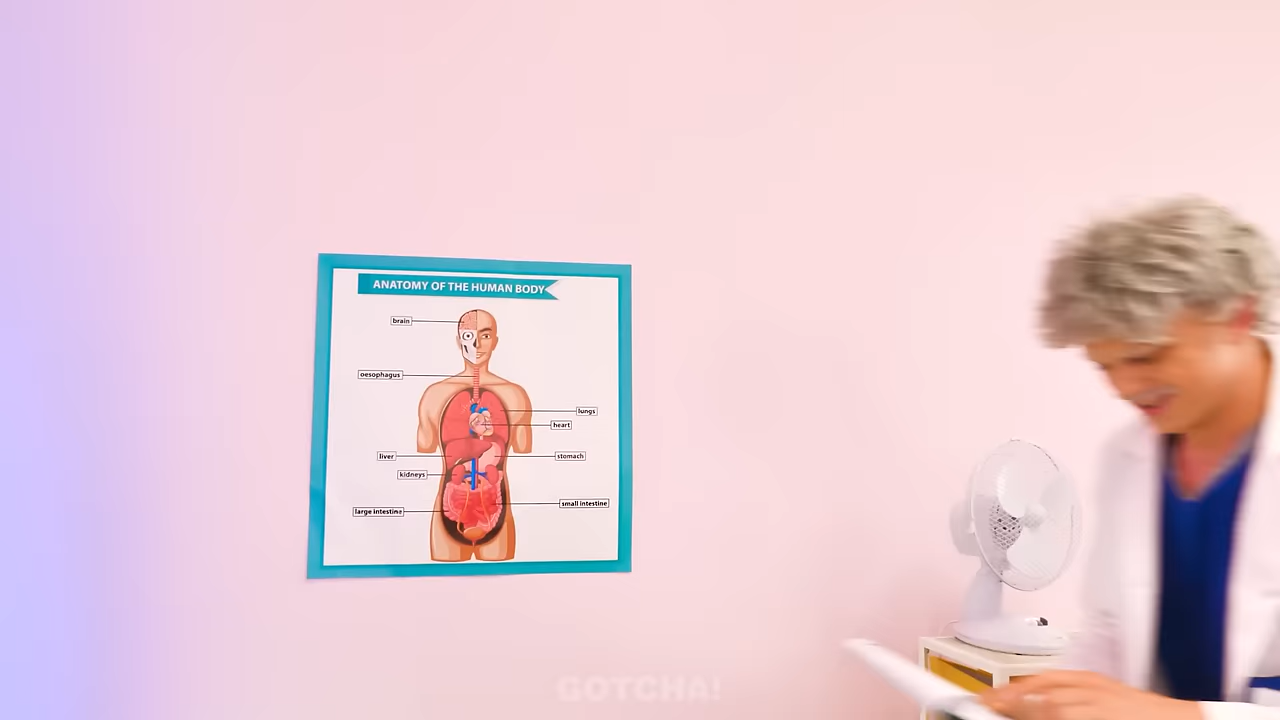 ANATOMY OF THE HUMAN BODY
brain
oesophagus
lungs
heart
liver
stomach
kidneys
small intestine
large intestine
GOTCHA!